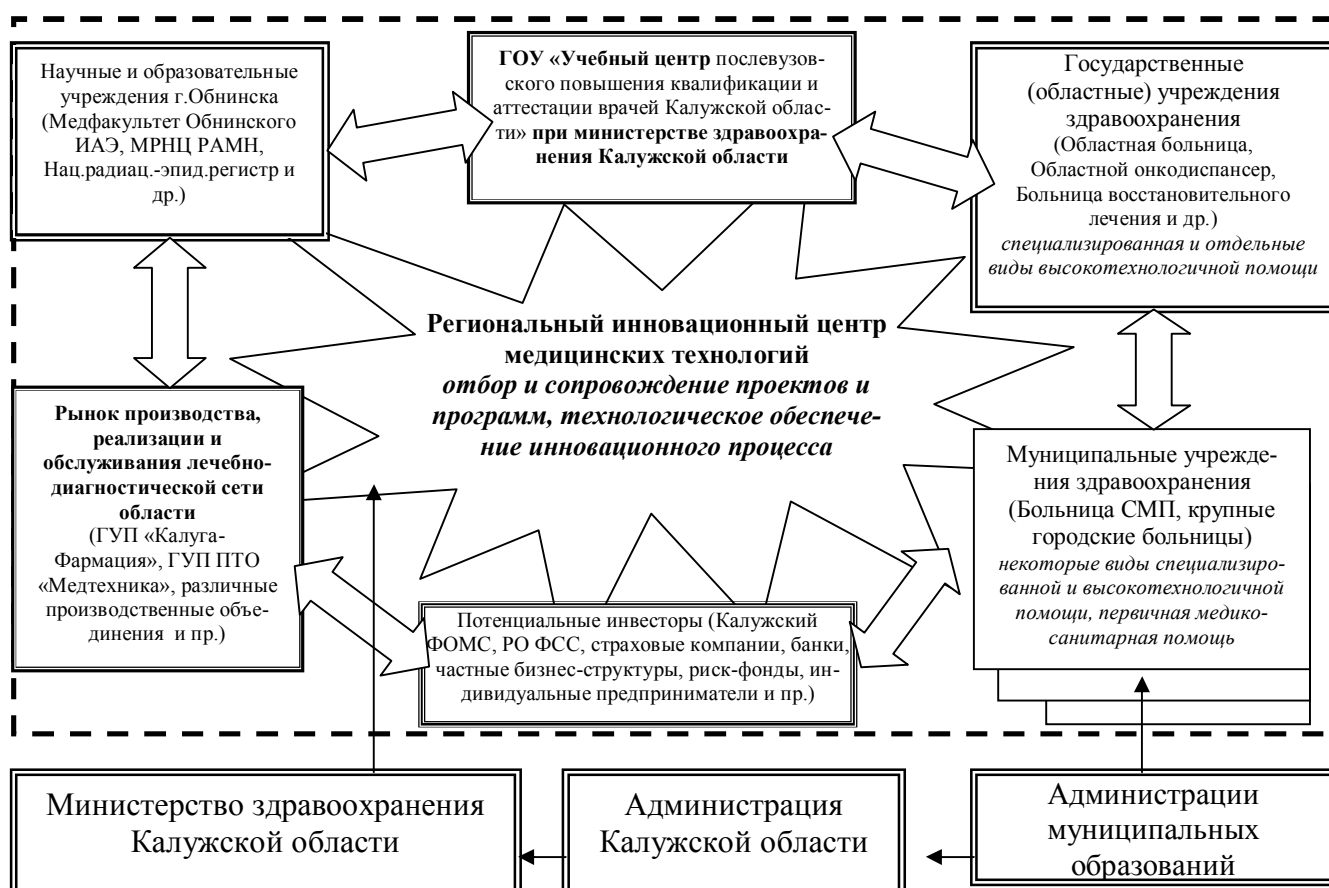 Научные и образовательные
учреждения г.Обнинска
(Медфакультет Обнинского
ИАЭ, МРНЦ РАМН,
Нац.радиац.-эпид.регистр и
др.)
ГОУ «Учебный центр послевузов-
ского повышения квалификации и
аттестации врачей Калужской облас-
ти» при министерстве здравоохра-
нения Калужской области
Государственные
(областные) учреждения
здравоохранения
(Областная больница,
Областной онкодиспансер,
Больница восстановительного
лечения и др.)
специализированная и отдельные
виды высокотехнологичной помощи
Региональный инновационный центр
медицинских технологий
отбор и сопровождение проектов и
программ, технологическое обеспече-
ние инновационного процесса
Рынок производства,
реализации и
обслуживания лечебно-
диагностической сети
области
(ГУП «Калуга-
Фармация», ГУП ПТО
«Медтехника», различные
производственные объе-
динения и пр.)
Потенциальные инвесторы (Калужский
ФОМС, РО ФСС, страховые компании, банки,
частные бизнес-структуры, риск-фонды, ин-
дивидуальные предприниматели и пр.)
Муниципальные учрежде-
ния здравоохранения
(Больница СМП, крупные
городские больницы)
некоторые виды специализиро-
ванной и высокотехнологичной
помощи, первичная медико-
санитарная помощь
Министерство здравоохранения
Калужской области
Администрация
Калужской области
Администрации
муниципальных
образований